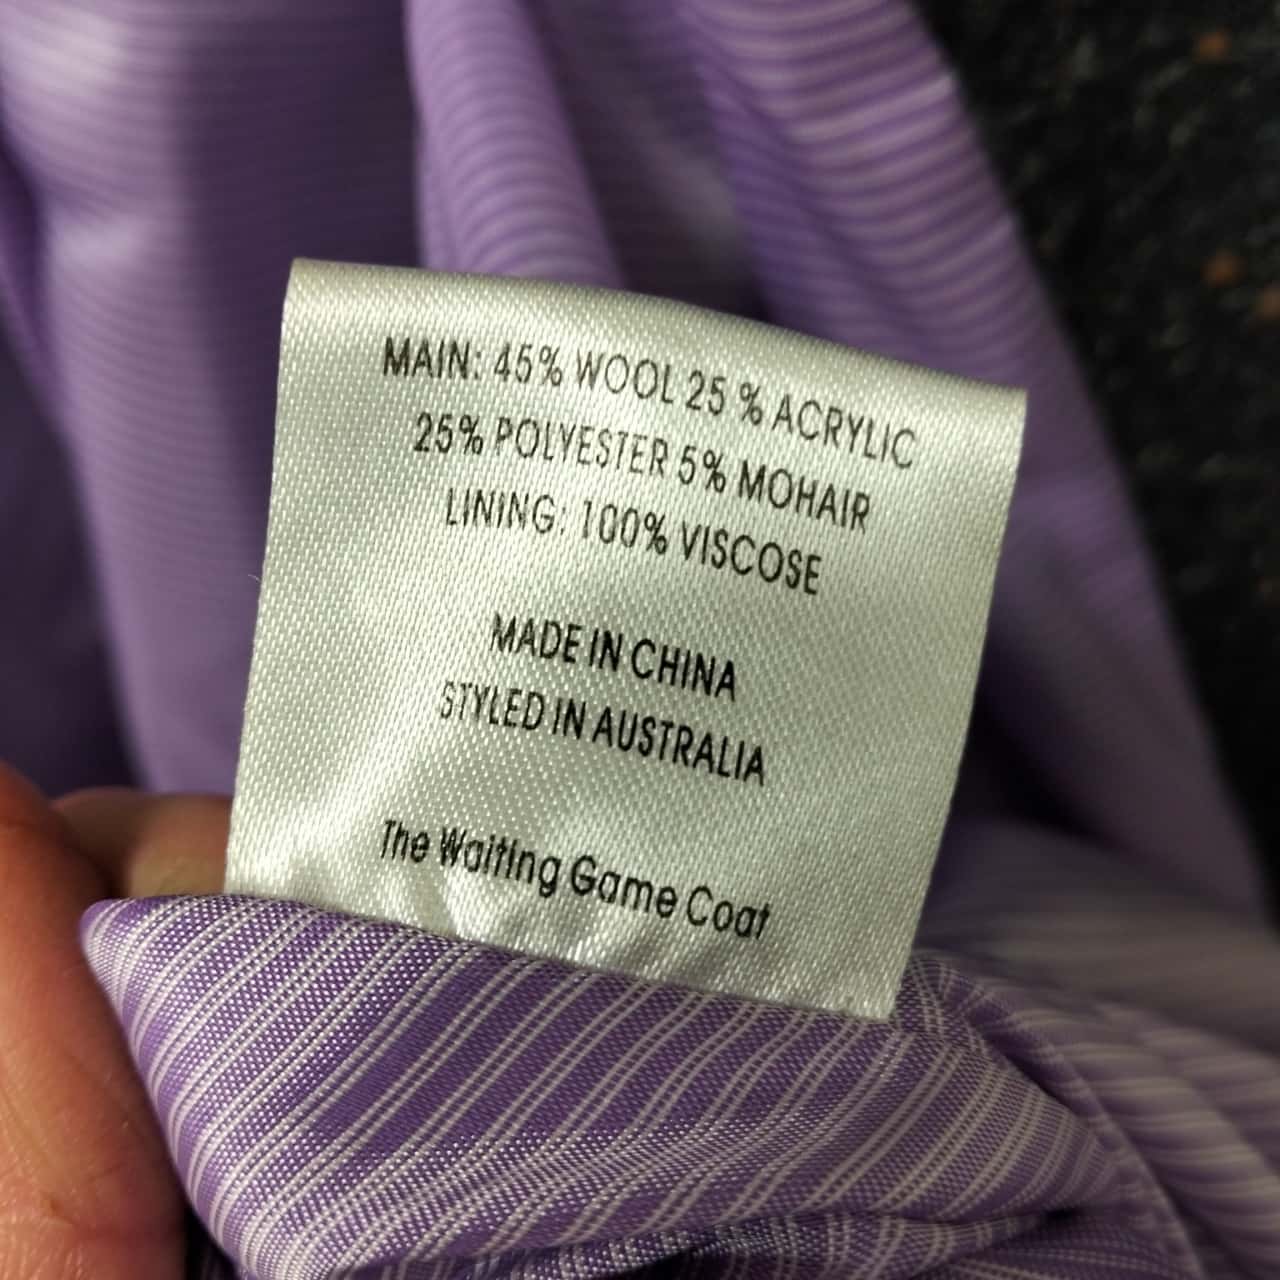 MAIN: 45% WOOL 25 % ACRYLIC
25% POLYESTER 5% MOHAIR
LINING: 100% VISCOSE
MADE IN CHINA
STYLED IN AUSTRALIA
The Waiting Game Coat